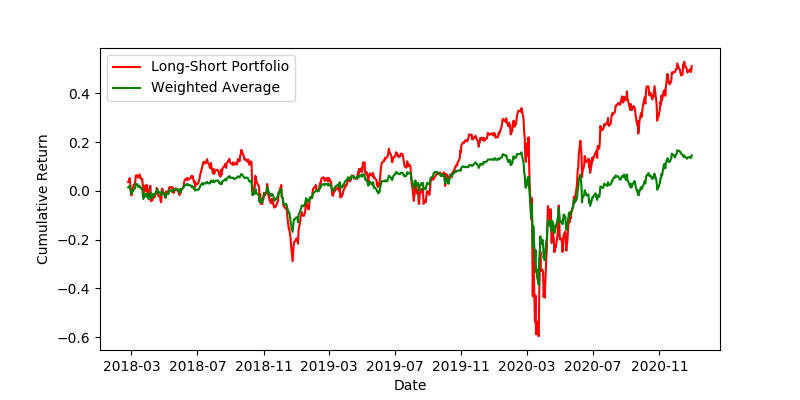 Long-Short Portfolio
Weighted Average
Cumulative Return
0.4
0.2
0.0
−0.2
−0.4
−0.6
2018-03 2018-07 2018-11 2019-03 2019-07 2019-11 2020-03 2020-07 2020-11
Date